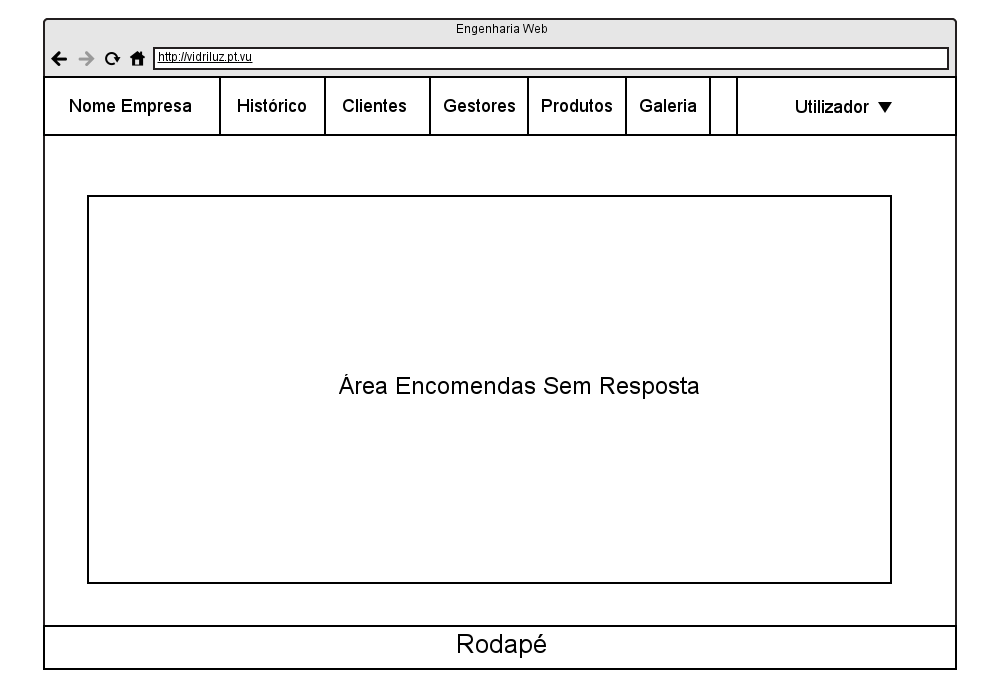 Engenharia Web
http://vidriluz.pt.vu
Nome Empresa Histórico Clientes Gestores Produtos Galeria Utilizador ▼
Área Encomendas Sem Resposta
Rodapé